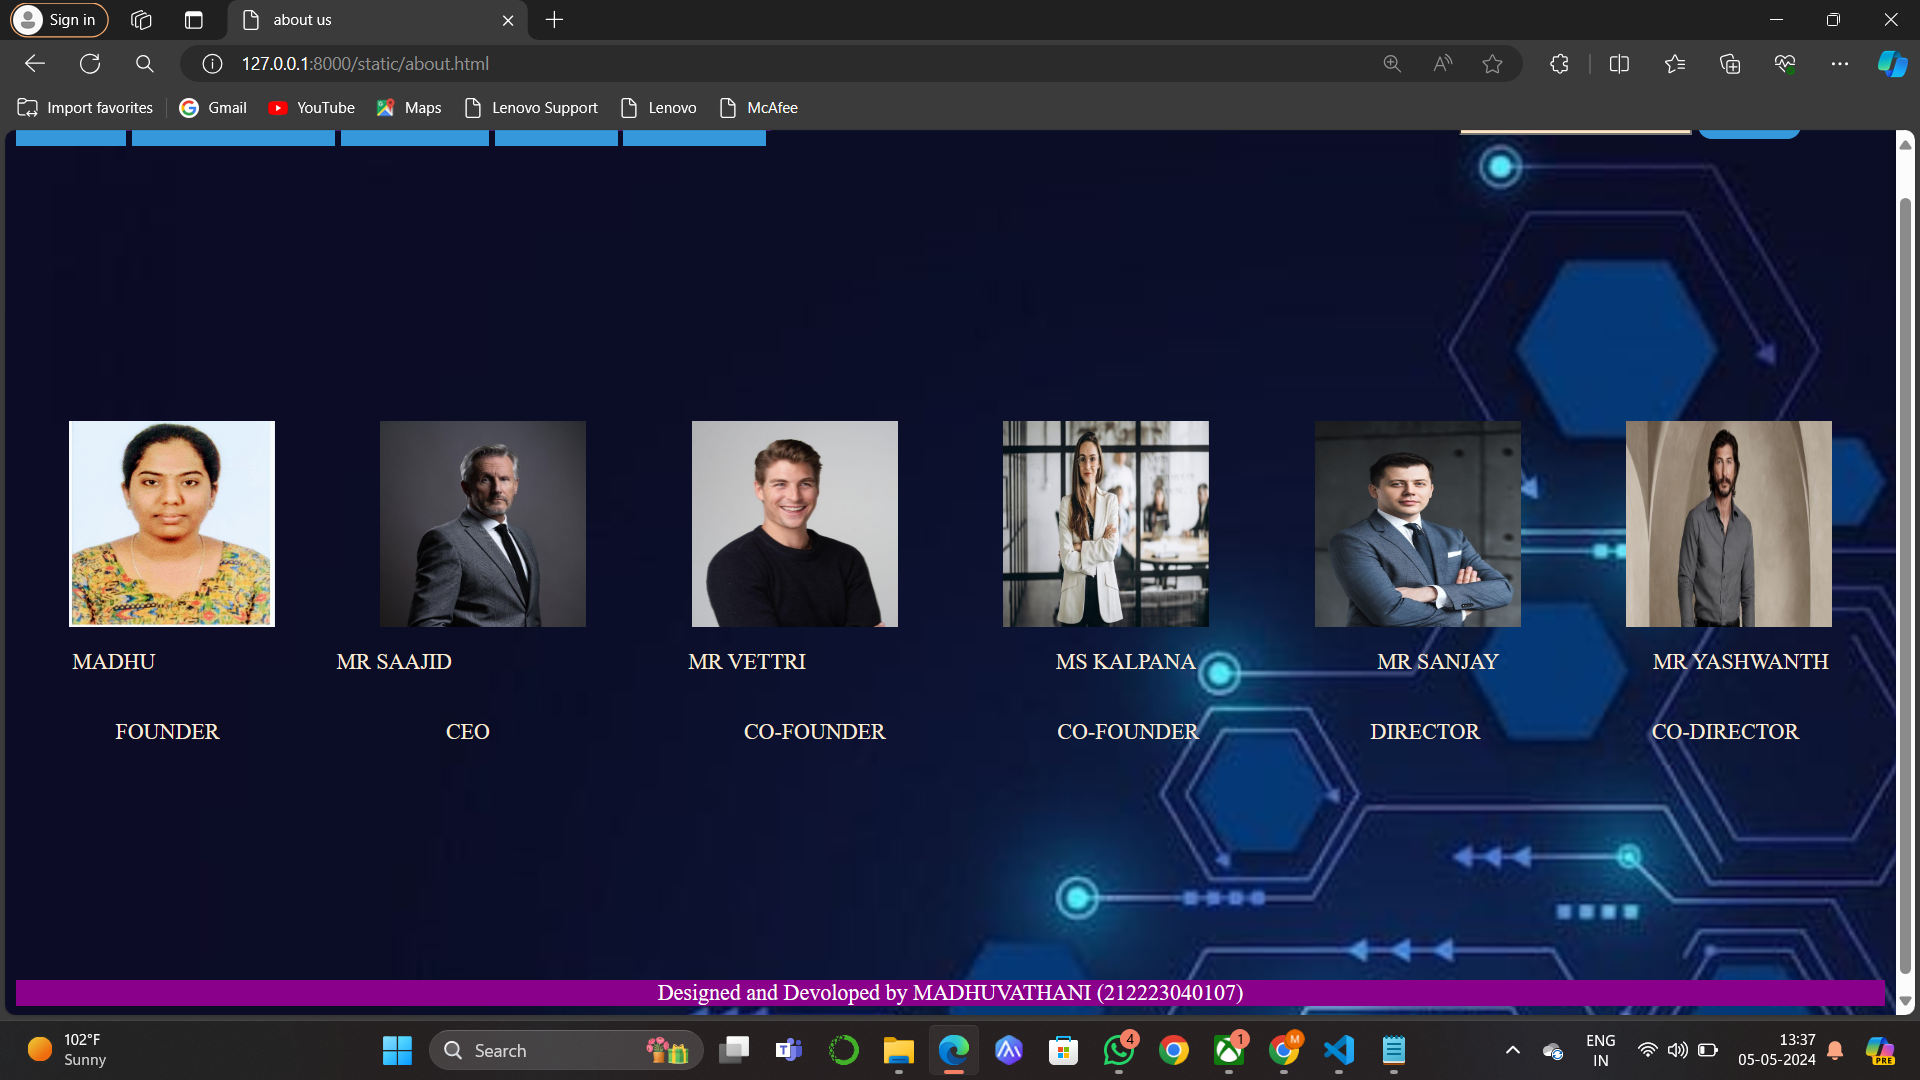 Sign in
about us
127.0.0.1:8000/static/about.html
Import favorites
Gmail
YouTube
Maps
Lenovo Support
Lenovo
McAfee
MADHU
MR SAAJID
MR VETTRI
MS KALPANA
MR SANJAY
MR YASHWANTH
FOUNDER
CEO
CO-FOUNDER
CO-FOUNDER
DIRECTOR
CO-DIRECTOR
Designed and Devoloped by MADHUVATHANI (212223040107)
102°F
Sunny
Search
4
1
M
ENG
IN
13:37
05-05-2024
PRE